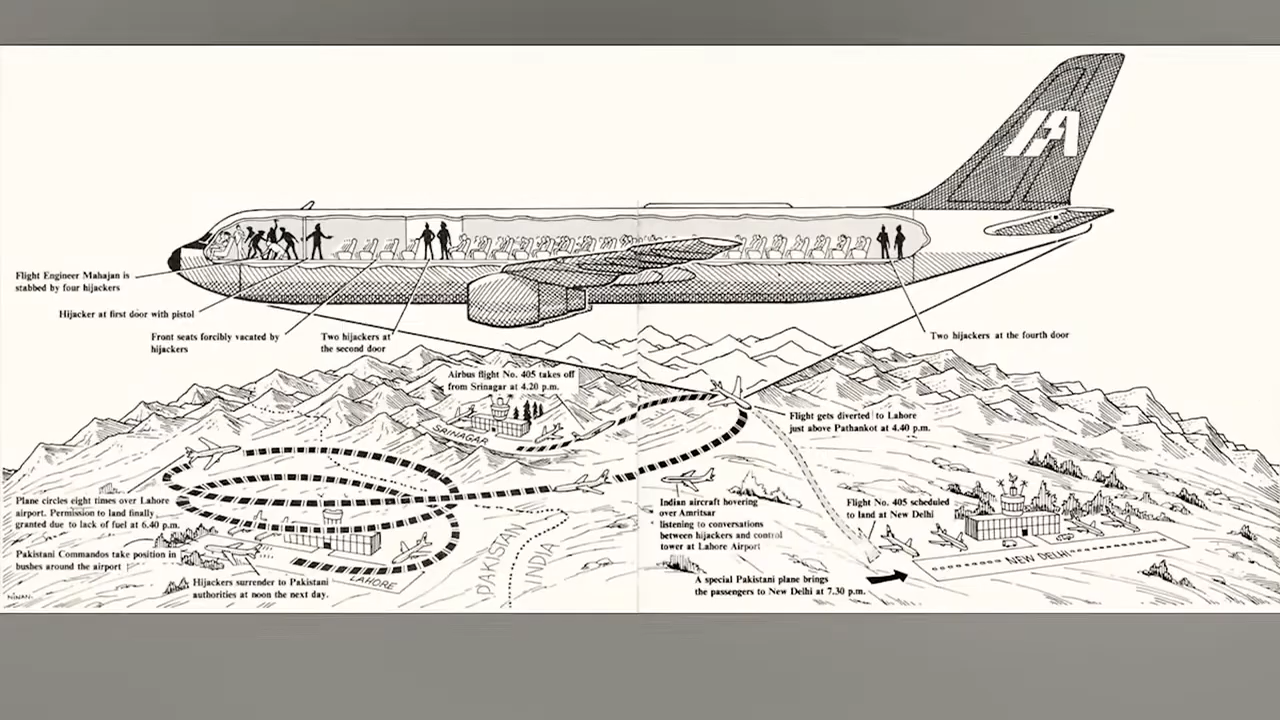 IA
Flight Engineer Mahajan is
stabbed by four hijackers
Hijacker at first door with pistol
Front seats forcibly vacated by
hijackers
Two hijackers at
the second door
Two hijackers at the fourth door
Airbus flight No. 405 takes off
from Srinagar at 4.20 p.m.
SRINAGAR
Flight gets diverted to Lahore
just above Pathankot at 4.40 p.m.
Plane circles eight times over Lahore
airport. Permission to land finally
granted due to lack of fuel at 6.40 p.m.
Pakistani Commandos take position in
bushes around the airport
Hijackers surrender to Pakistani
authorities at noon the next day.
LAHORE
PAKISTAN
INDIA
Indian aircraft hovering
over Amritsar
listening to conversations
between hijackers and control
tower at Lahore Airport
Flight No. 405 scheduled
to land at New Delhi
NEW DELHI
A special Pakistani plane brings
the passengers to New Delhi at 7.30 p.m.
NINAN